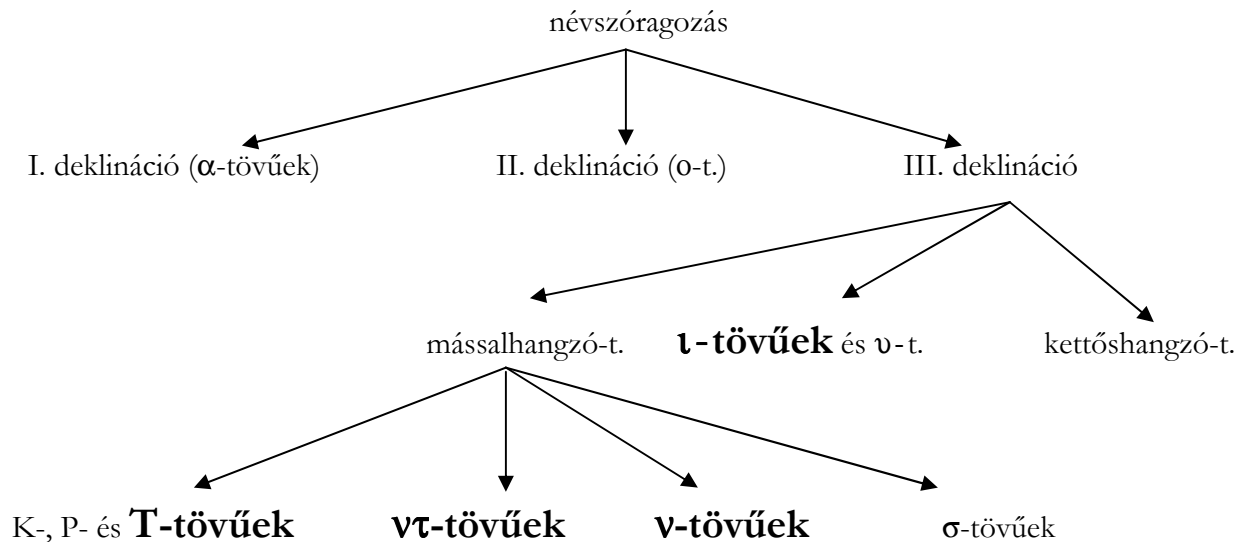 névszóragozás
I. deklináció (α-tövűek) II. deklináció (ο-t.) III. deklináció
mássalhangzó-t. ι-tövűek és υ-t. kettőshangzó-t.
K-, P- és T-tövűek ντ-tövűek ν-tövűek σ-tövűek